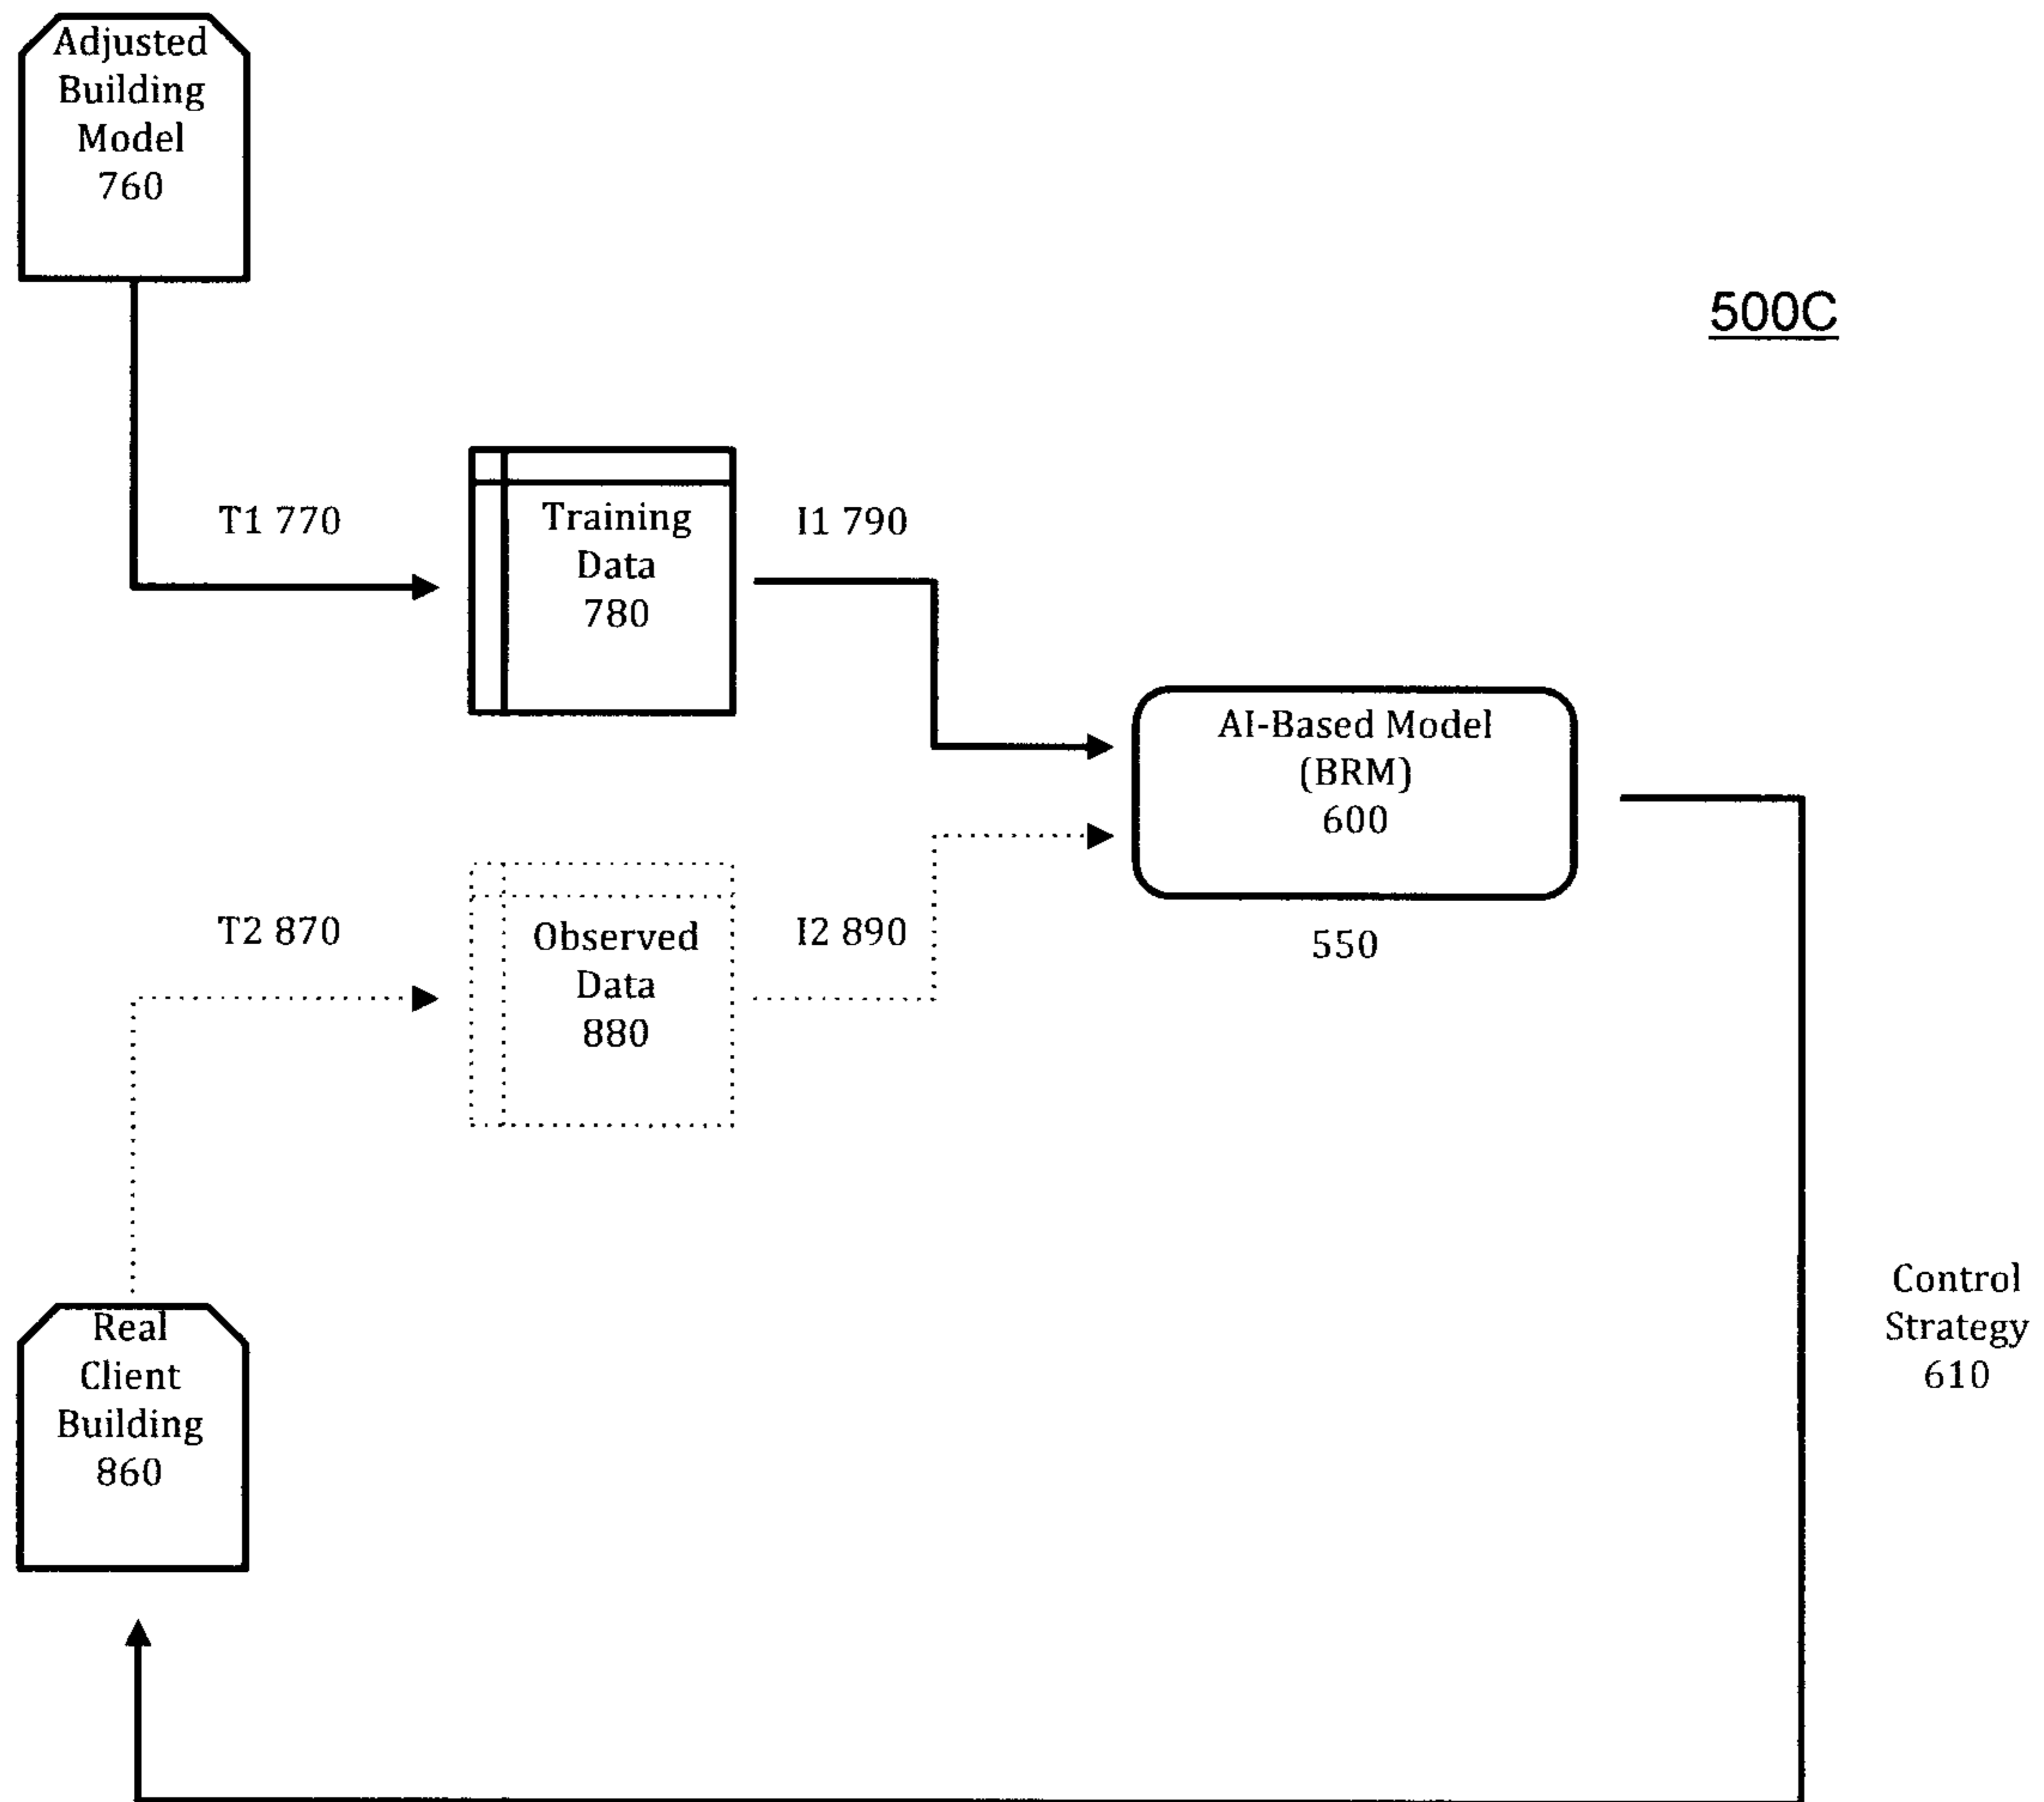 Adjusted
Building
Model
760
500C
T1 770
Training
Data
780
I1 790
AI-Based Model
(BRM)
600
550
T2 870
Observed
Data
880
I2 890
Real
Client
Building
860
Control
Strategy
610